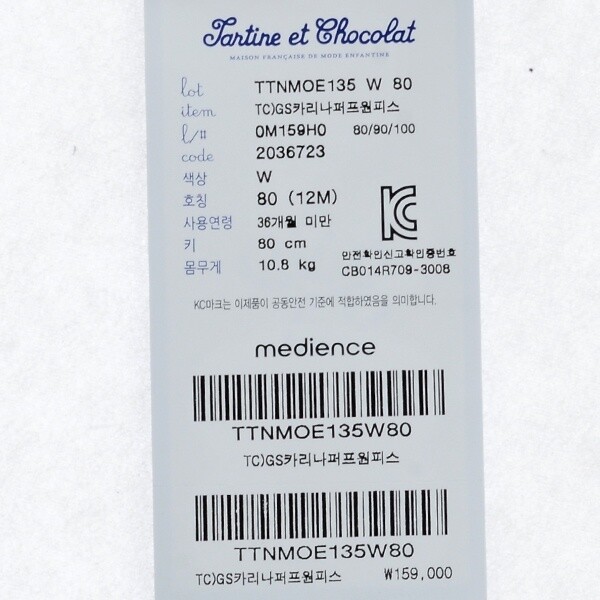 Tartine et Chocolat
MAISON FRANÇAISE DE MODE ENFANTINE
lot TTNMOE135 W 80
item TC)GS카리나퍼프원피스
l/# 0M159H0 80/90/100
code 2036723
색상 W
호칭 80 (12M)
사용연령 36개월 미만
키 80 cm
몸무게 10.8 kg
안전확인신고확인증번호
CB014R709-3008
KC마크는 이제품이 공통안전 기준에 적합하였음을 의미합니다.
medience
TTNMOE135W80
TC)GS카리나퍼프원피스
TTNMOE135W80
TC)GS카리나퍼프원피스 ₩159,000